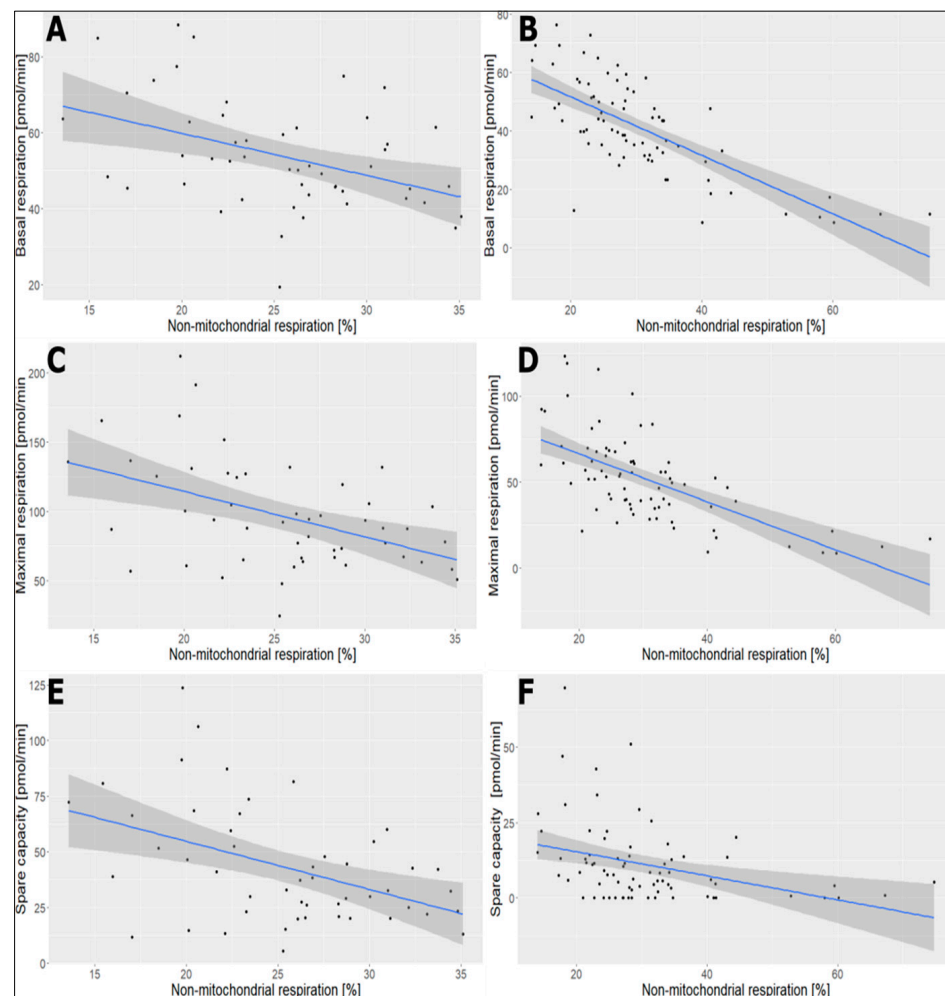 A
Basal respiration [pmol/min]
80
60
40
20
15
20
25
30
35
Non-mitochondrial respiration [%]
B
Basal respiration [pmol/min]
80
60
40
20
0
20
40
60
Non-mitochondrial respiration [%]
C
Maximal respiration [pmol/min]
200
150
100
50
15
20
25
30
35
Non-mitochondrial respiration [%]
D
Maximal respiration [pmol/min]
100
50
0
20
40
60
Non-mitochondrial respiration [%]
E
Spare capacity [pmol/min]
125
100
75
50
25
0
15
20
25
30
35
Non-mitochondrial respiration [%]
F
Spare capacity [pmol/min]
50
25
0
20
40
60
80
Non-mitochondrial respiration [%]